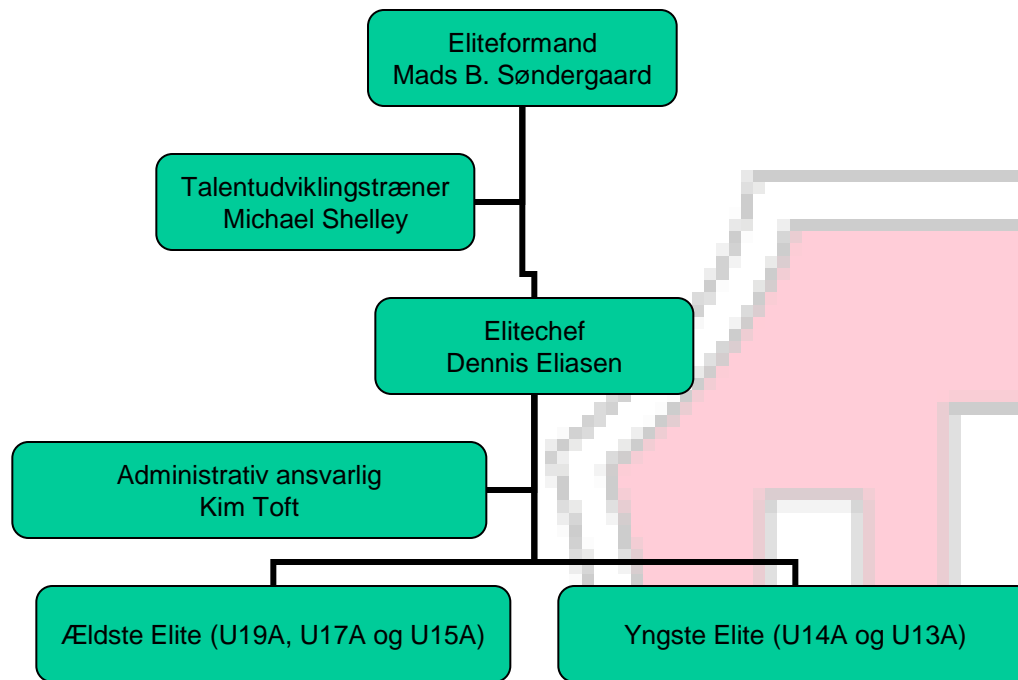 Eliteformand
Mads B. Søndergaard
Talentudviklingstræner
Michael Shelley
Elitechef
Dennis Eliasen
Administrativ ansvarlig
Kim Toft
Ældste Elite (U19A, U17A og U15A)
Yngste Elite (U14A og U13A)